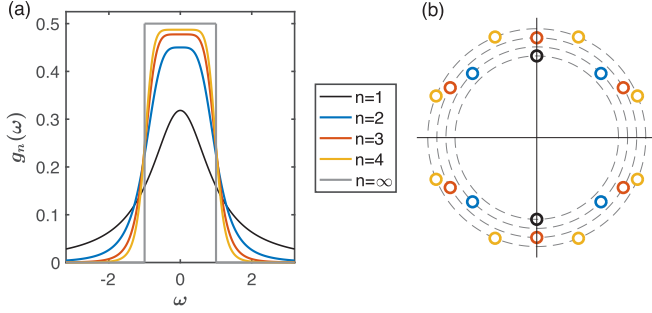 (a)
0.5
0.4
0.3
0.2
0.1
0
g_n(ω)
-2
0
2
ω
n=1
n=2
n=3
n=4
n=∞
(b)